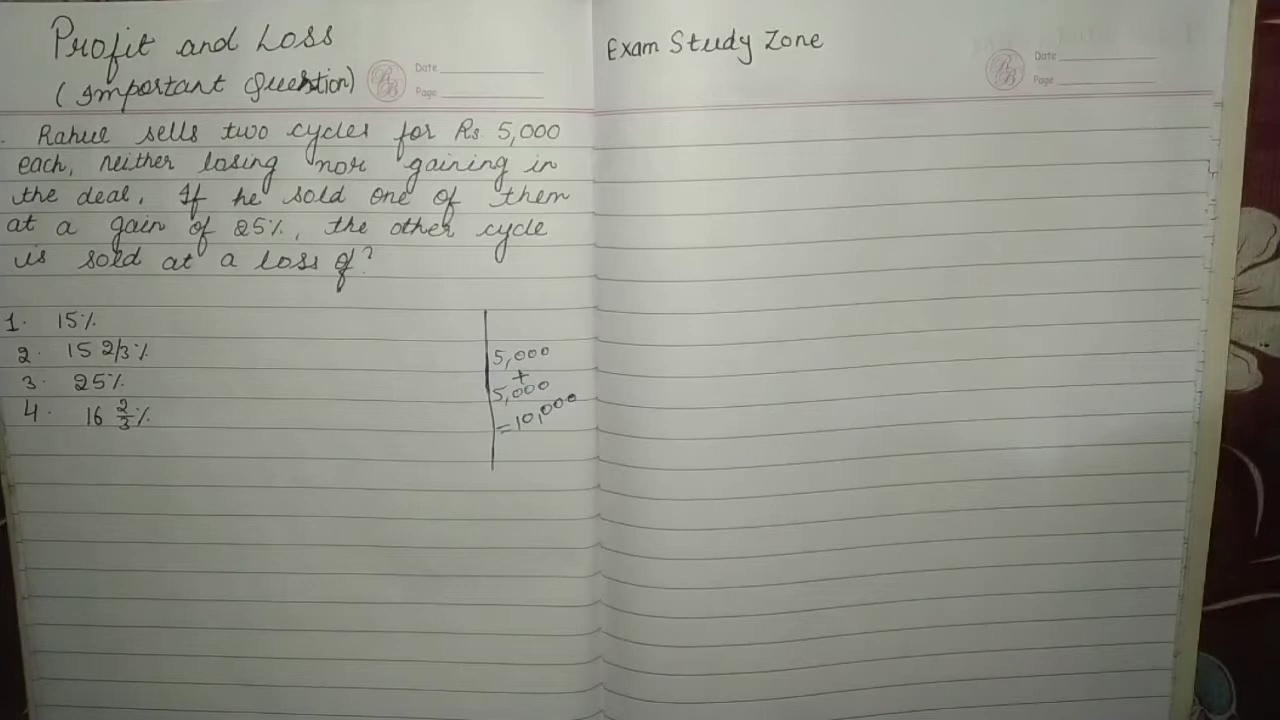 Profit and Loss
(Important Question)
Date
Page
Rahul sells two cycles for Rs 5,000
each, neither losing nor gaining in
the deal. If he sold one of them
at a gain of 25%, the other cycle
is sold at a loss of?
1. 15%
2. 15 2/3%
3. 25%
4. 16 2/3%
5,000
+
5,000
=10,000
Exam Study Zone
Date
Page